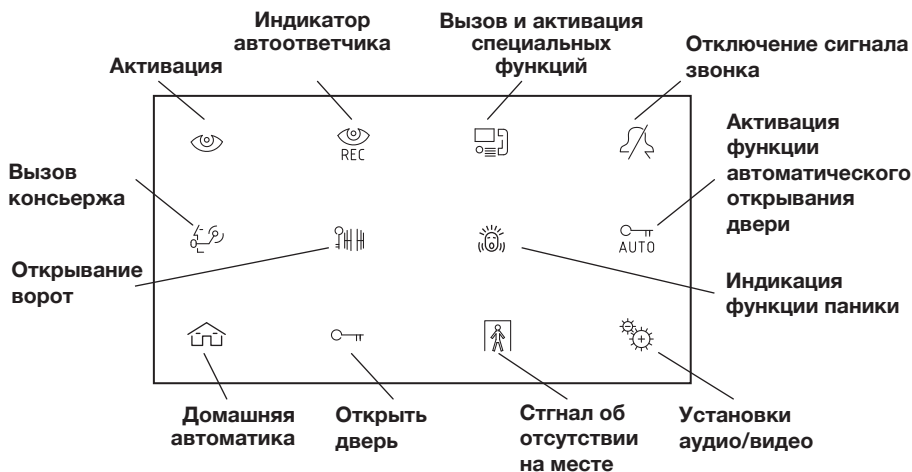 Активация
Индикатор
автоответчика
Вызов и активация
специальных
функций
Отключение сигнала
звонка
REC
Вызов
консьержа
Активация
функции
автоматического
открывания
двери
AUTO
Открывание
ворот
Индикация
функции паники
Домашняя
автоматика
Открыть
дверь
Стгнал об
отсутствии
на месте
Установки
аудио/видео